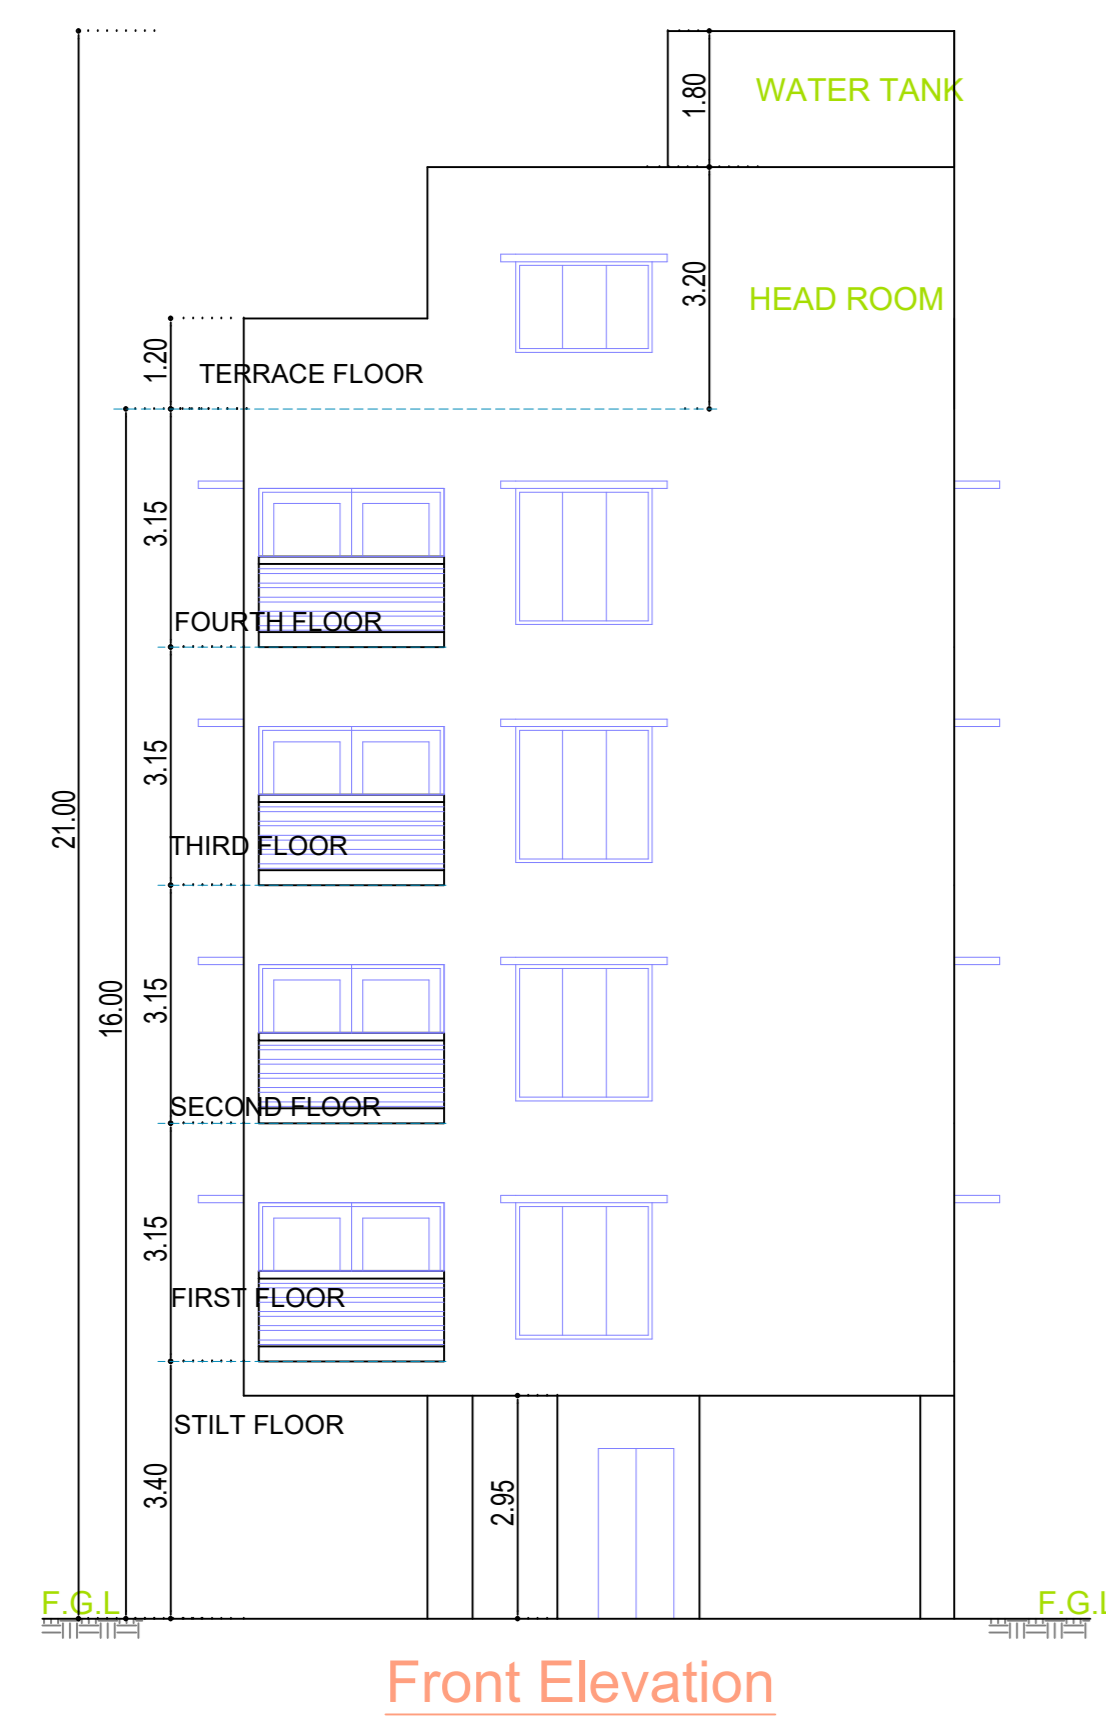 1.80
WATER TANK
3.20
HEAD ROOM
1.20
TERRACE FLOOR
3.15
FOURTH FLOOR
3.15
21.00
THIRD FLOOR
16.00
3.15
SECOND FLOOR
3.15
FIRST FLOOR
STILT FLOOR
3.40
2.95
F.G.L
F.G.L
Front Elevation